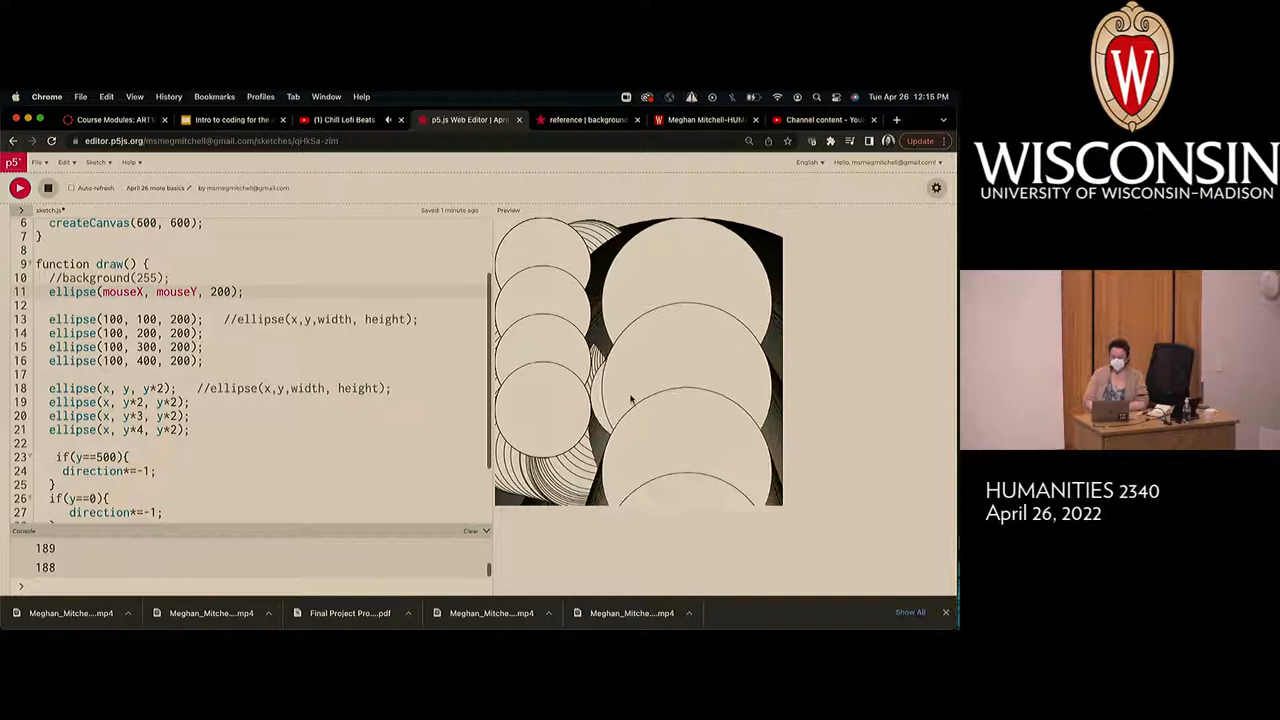 Chrome File Edit View History Bookmarks Profiles Tab Window Help Tue Apr 26 12:15 PM
Course Modules: ART1 Intro to coding for the a (1) Chill Lofi Beats p5.js Web Editor | Apri reference | background Meghan Mitchell-HUMA Channel content - You
editor.p5js.org/msmegmitchell@gmail.com/sketches/qHkSa-zim Update
p5* File Edit Sketch Help English Hello, msmegmitchell@gmail.com!
Auto-refresh April 26 more basics by msmegmitchell@gmail.com
sketch.js Saved: 1 minute ago Preview
6 createCanvas(600, 600);
7 }
8
9 function draw() {
10 //background(255);
11 ellipse(mouseX, mouseY, 200);
12
13 ellipse(100, 100, 200); //ellipse(x,y,width, height);
14 ellipse(100, 200, 200);
15 ellipse(100, 300, 200);
16 ellipse(100, 400, 200);
17
18 ellipse(x, y, y*2); //ellipse(x,y,width, height);
19 ellipse(x, y*2, y*2);
20 ellipse(x, y*3, y*2);
21 ellipse(x, y*4, y*2);
22
23 if(y==500){
24 direction*=-1;
25 }
26 if(y==0){
27 direction*=-1;
Console Clear
189
188
>
Meghan_Mitche....mp4 Meghan_Mitche....mp4 Final Project Pro....pdf Meghan_Mitche....mp4 Meghan_Mitche....mp4 Show All
W
WISCONSIN
UNIVERSITY OF WISCONSIN–MADISON
HUMANITIES 2340
April 26, 2022